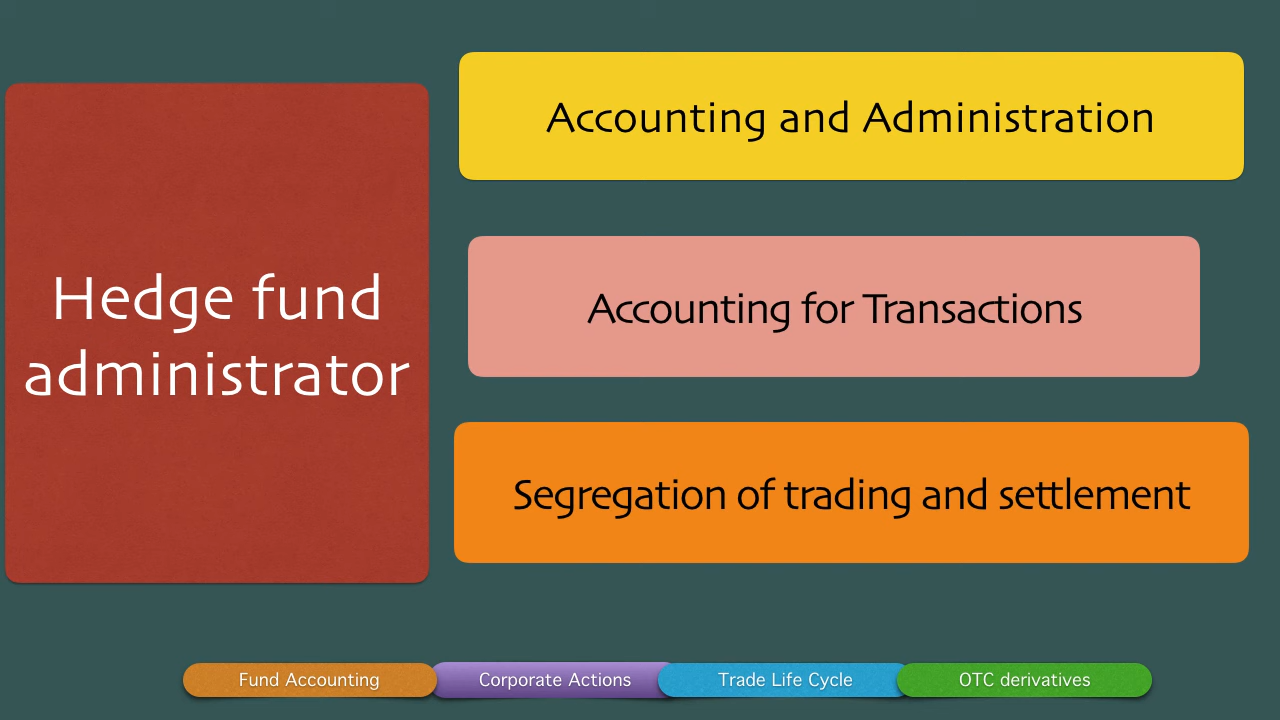 Hedge fund
administrator
Accounting and Administration
Accounting for Transactions
Segregation of trading and settlement
Fund Accounting
Corporate Actions
Trade Life Cycle
OTC derivatives